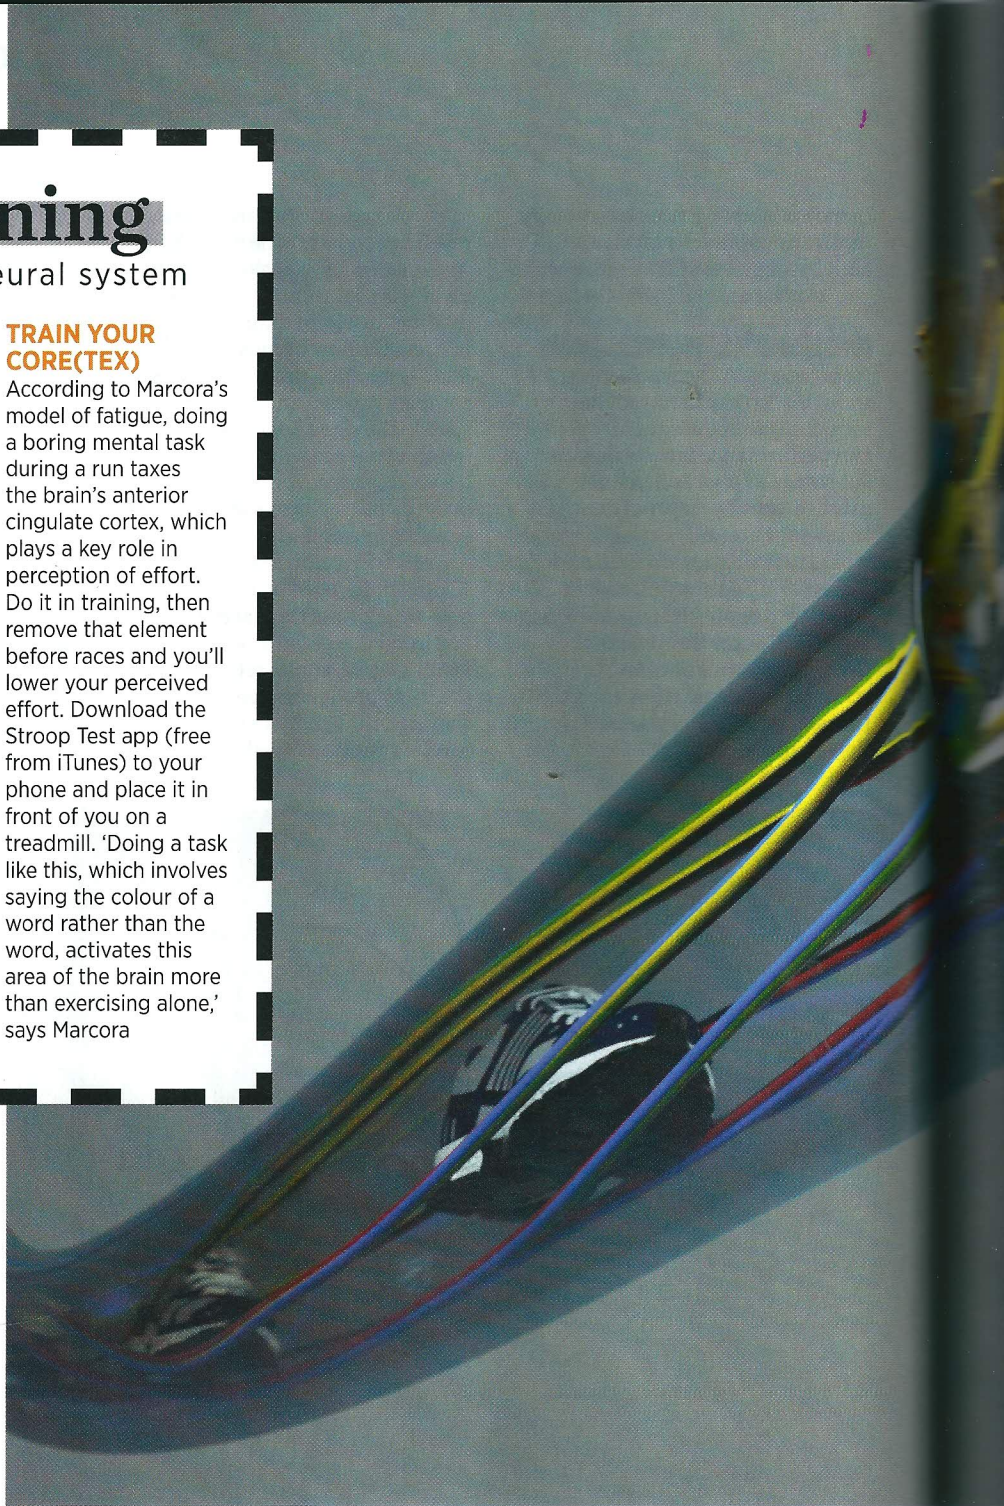 ning
eural system
TRAIN YOUR
CORE(TEX)
According to Marcora’s
model of fatigue, doing
a boring mental task
during a run taxes
the brain’s anterior
cingulate cortex, which
plays a key role in
perception of effort.
Do it in training, then
remove that element
before races and you’ll
lower your perceived
effort. Download the
Stroop Test app (free
from iTunes) to your
phone and place it in
front of you on a
treadmill. ‘Doing a task
like this, which involves
saying the colour of a
word rather than the
word, activates this
area of the brain more
than exercising alone,’
says Marcora